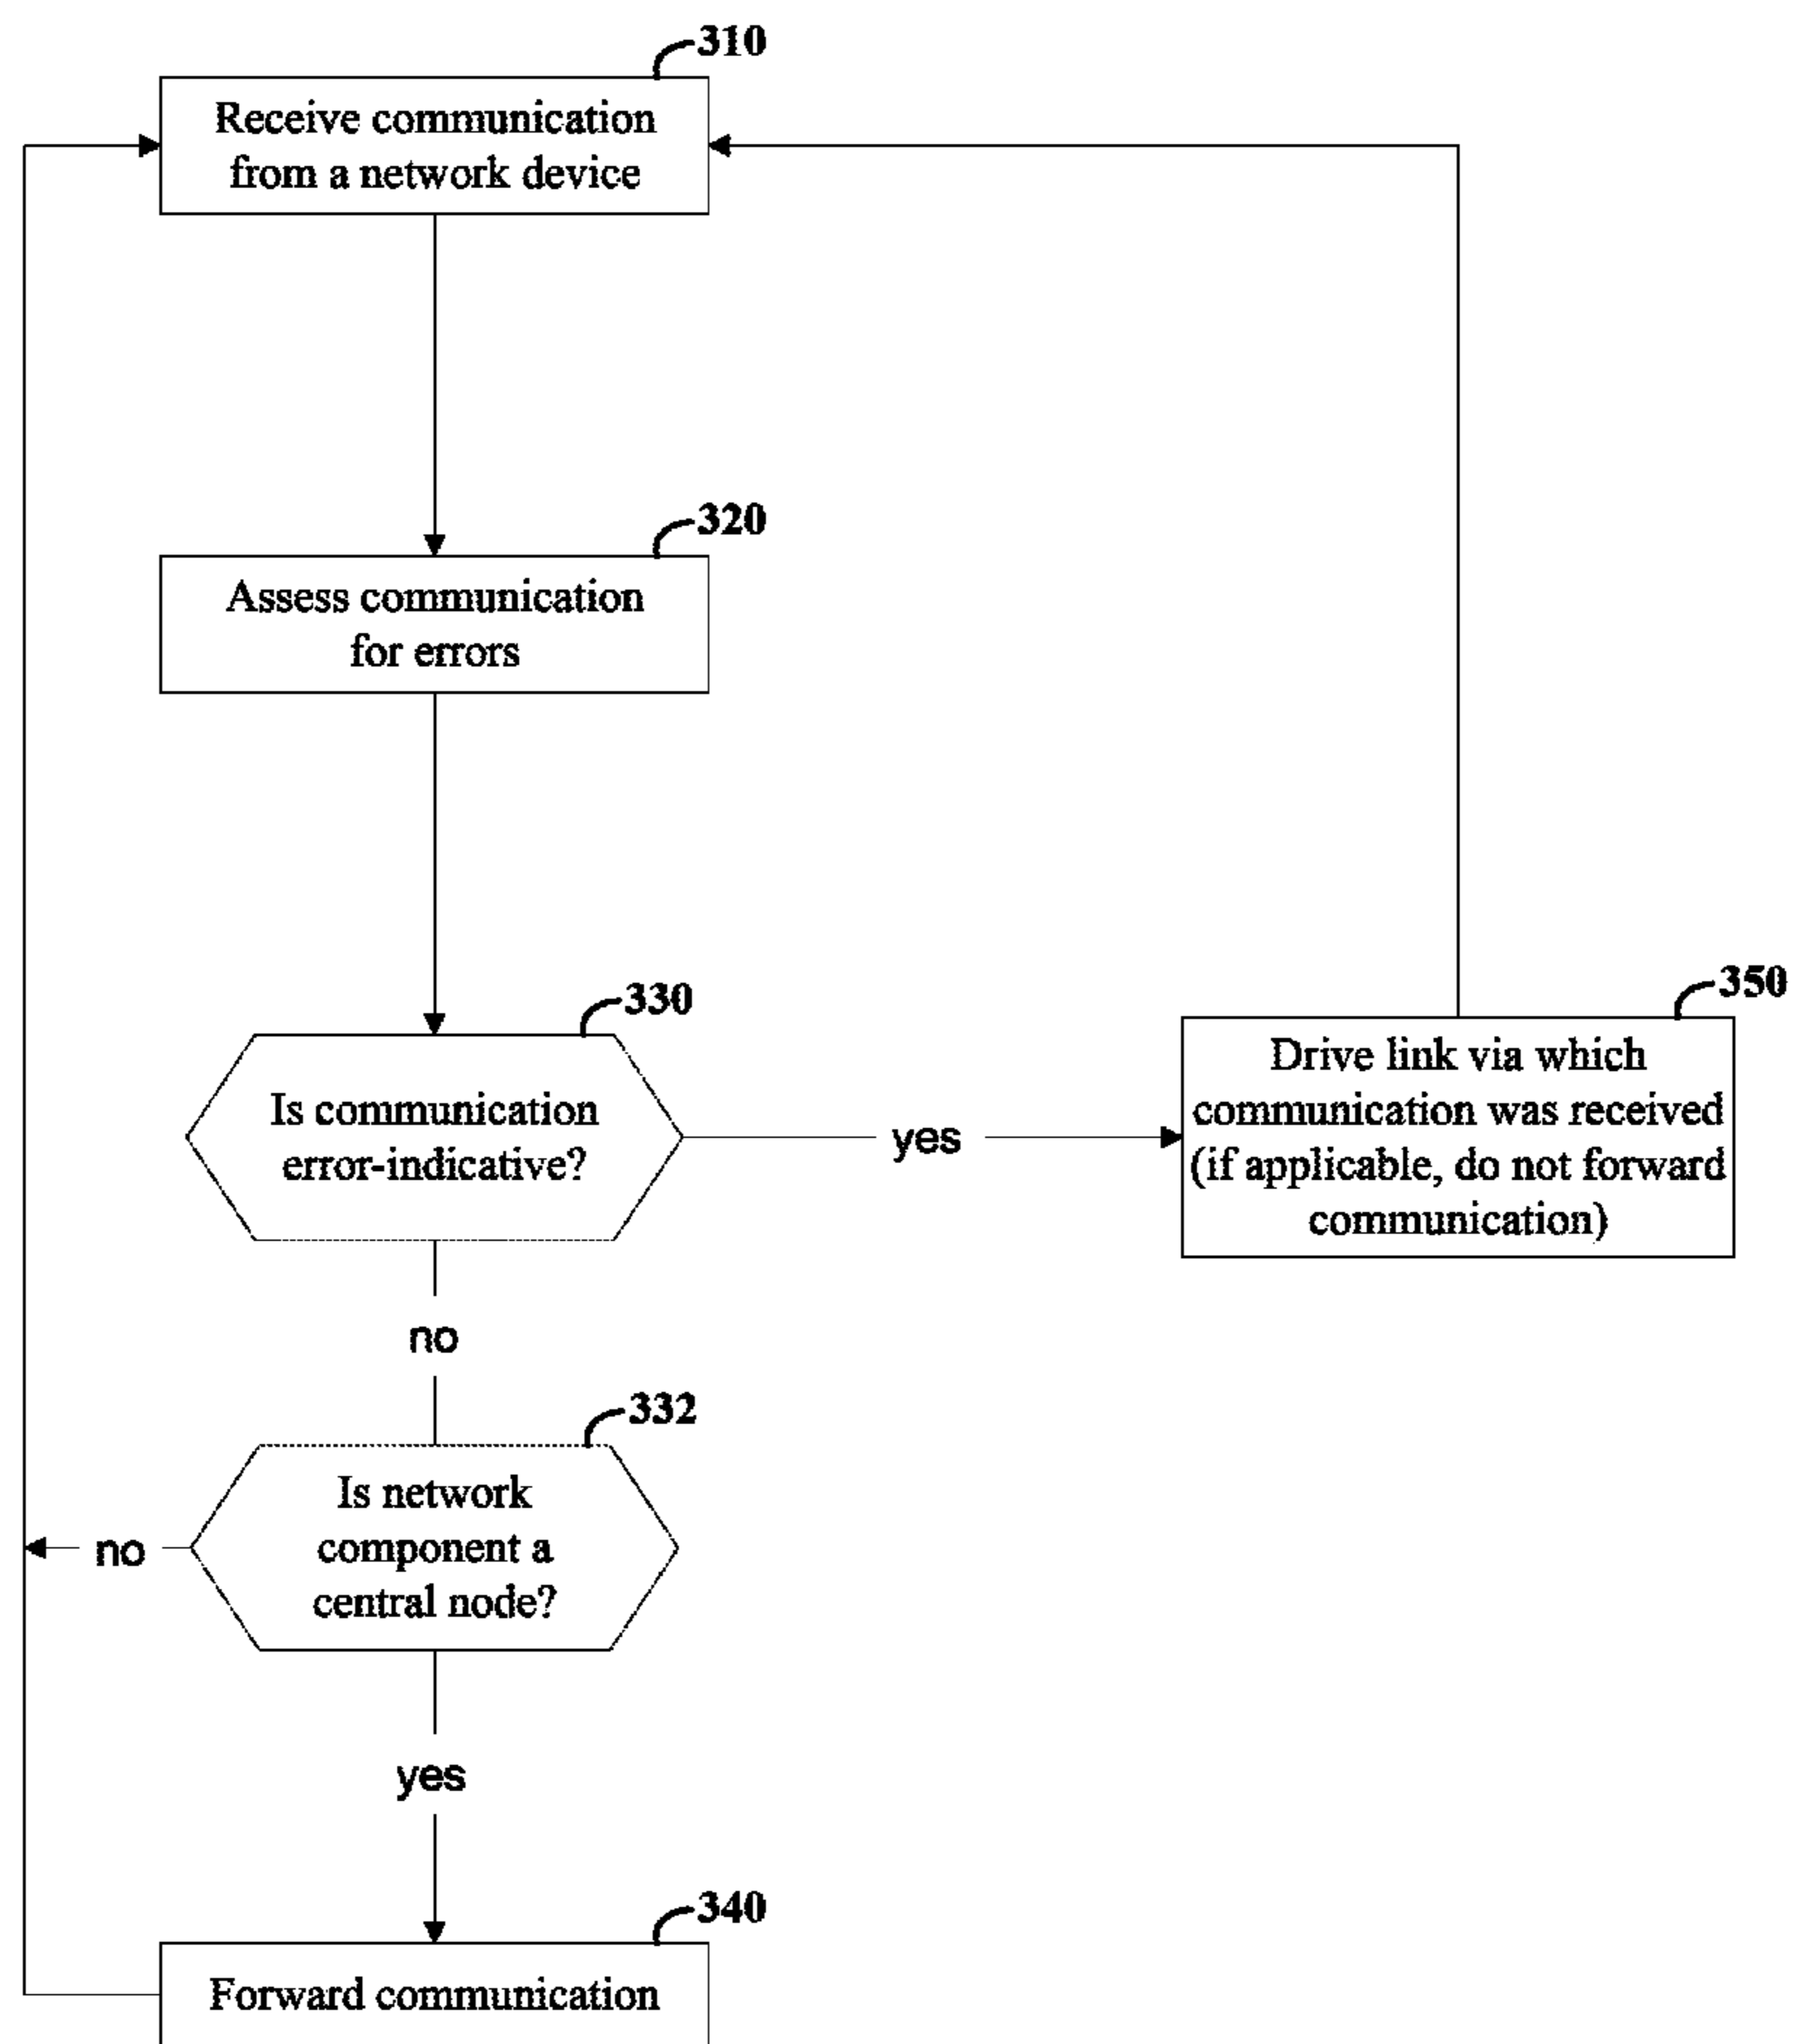 310
Receive communication
from a network device
320
Assess communication
for errors
330
Is communication
error-indicative?
yes
350
Drive link via which
communication was received
(if applicable, do not forward
communication)
no
332
Is network
component a
central node?
no
yes
340
Forward communication